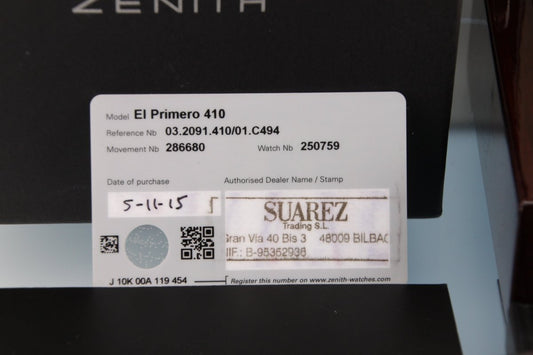 ZENITH
Model El Primero 410
Reference Nb 03.2091.410/01.C494
Movement Nb 286680 Watch Nb 250759
Date of purchase Authorised Dealer Name / Stamp
5-11-15
SUAREZ
Trading S.L.
Gran Via 40 Bis 3 48009 BILBAO
NIF.: B-95362936
J 10K 00A 119 454 Register this number on www.zenith-watches.com